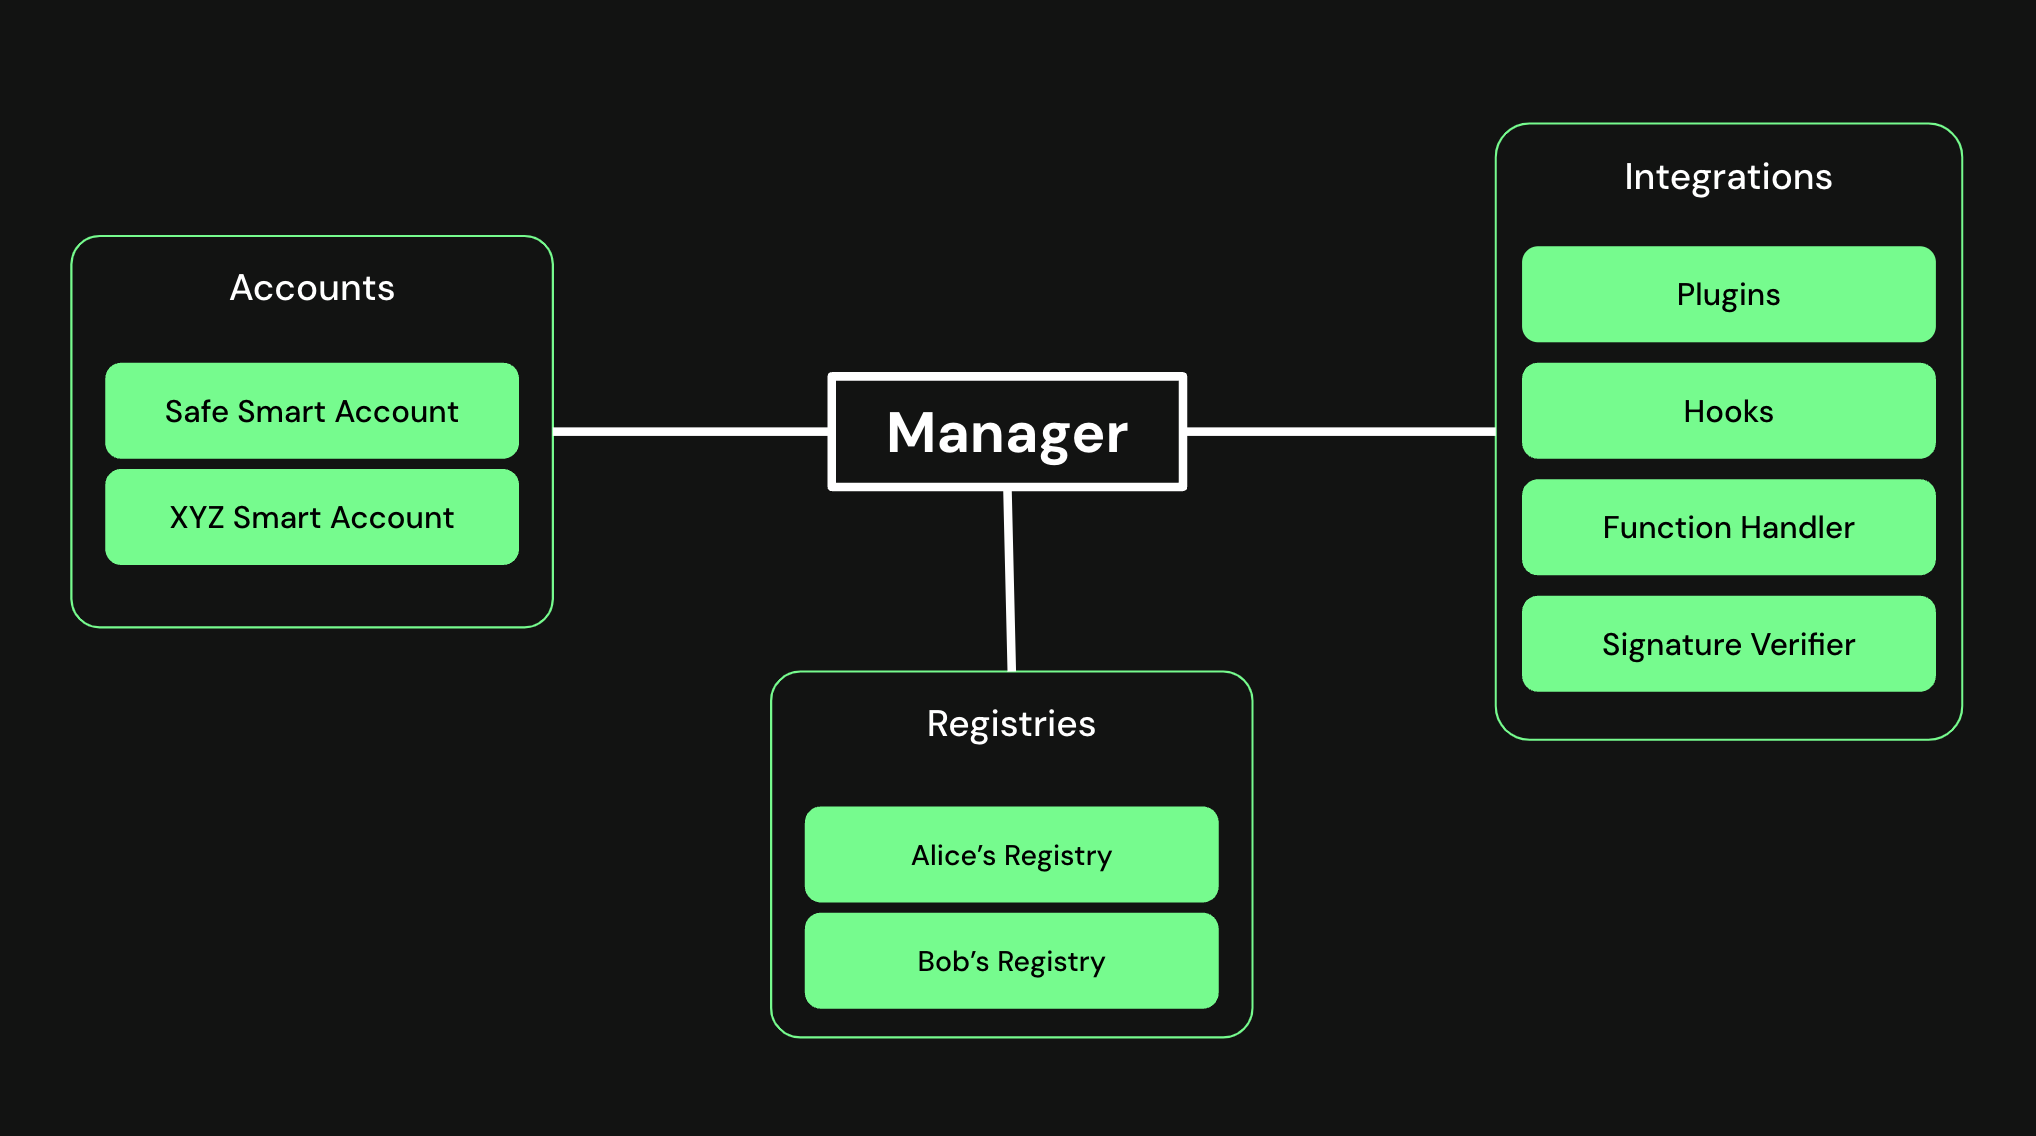 Accounts
Safe Smart Account
XYZ Smart Account
Manager
Registries
Alice’s Registry
Bob’s Registry
Integrations
Plugins
Hooks
Function Handler
Signature Verifier